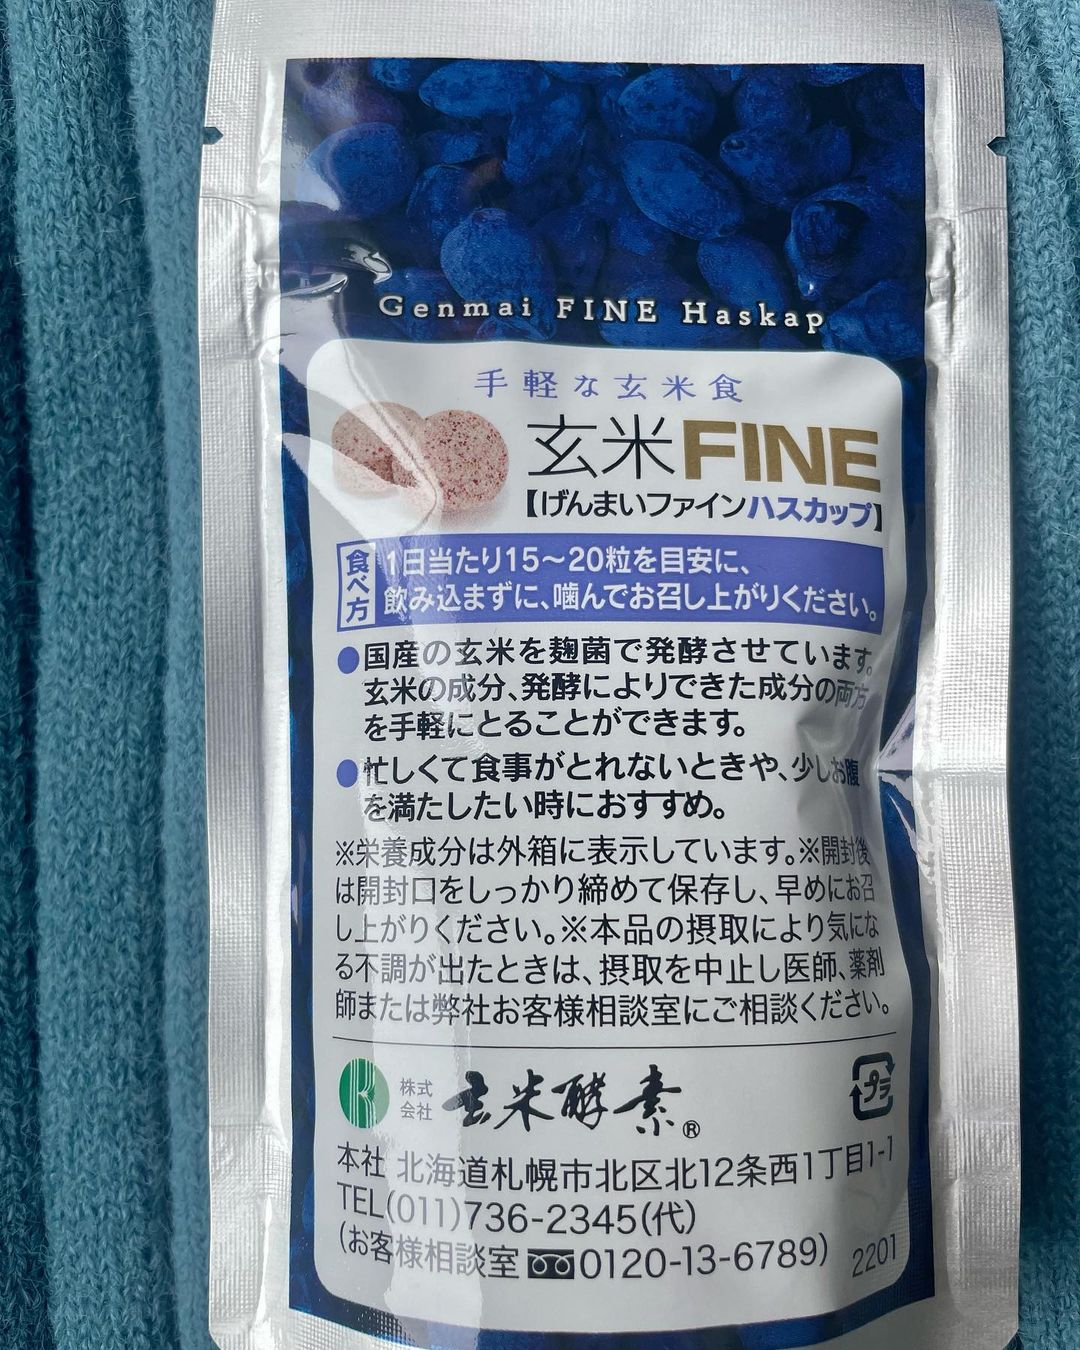 Genmai FINE Haskap
手軽な玄米食
玄米FINE
【げんまいファインハスカップ】
食べ方
1日当たり15〜20粒を目安に、
飲み込まずに、噛んでお召し上がりください。
●国産の玄米を麹菌で発酵させています。
玄米の成分、発酵によりできた成分の両方
を手軽にとることができます。
●忙しくて食事がとれないときや、少しお腹
を満たしたい時におすすめ。
※栄養成分は外箱に表示しています。※開封後
は開封口をしっかり締めて保存し、早めにお召
し上がりください。※本品の摂取により気にな
る不調が出たときは、摂取を中止し医師、薬剤
師または弊社お客様相談室にご相談ください。
株式
会社
玄米酵素®
プラ
本社 北海道札幌市北区北12条西1丁目1-1
TEL(011)736-2345(代)
(お客様相談室 0120-13-6789)
2201